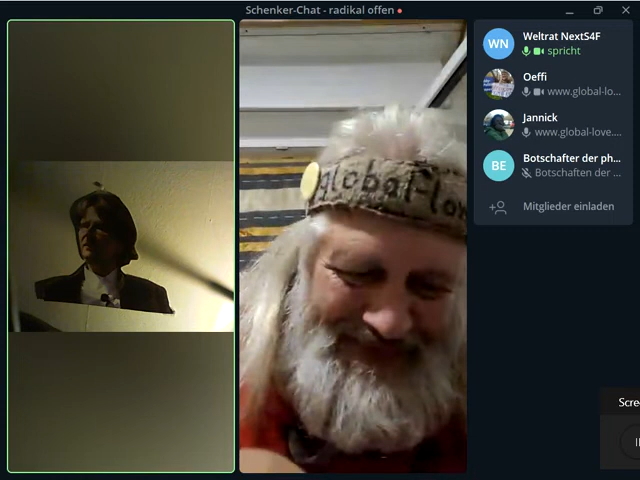 Schenker-Chat - radikal offen
WN
Weltrat NextS4F
spricht
Oeffi
www.global-lo...
Jannick
www.global-love....
BE
Botschafter der ph...
Botschaften der ...
Mitglieder einladen
Scre